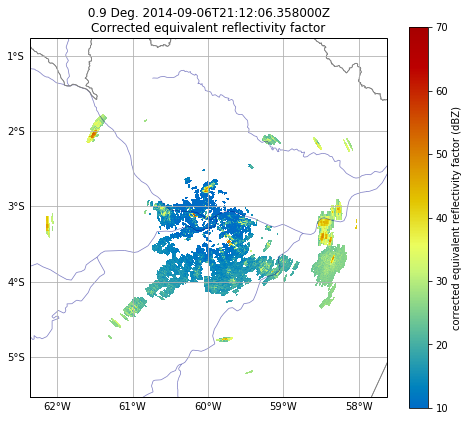 0.9 Deg. 2014-09-06T21:12:06.358000Z
Corrected equivalent reflectivity factor
1°S
2°S
3°S
4°S
5°S
62°W
61°W
60°W
59°W
58°W
70
60
50
40
30
20
10
corrected equivalent reflectivity factor (dBZ)